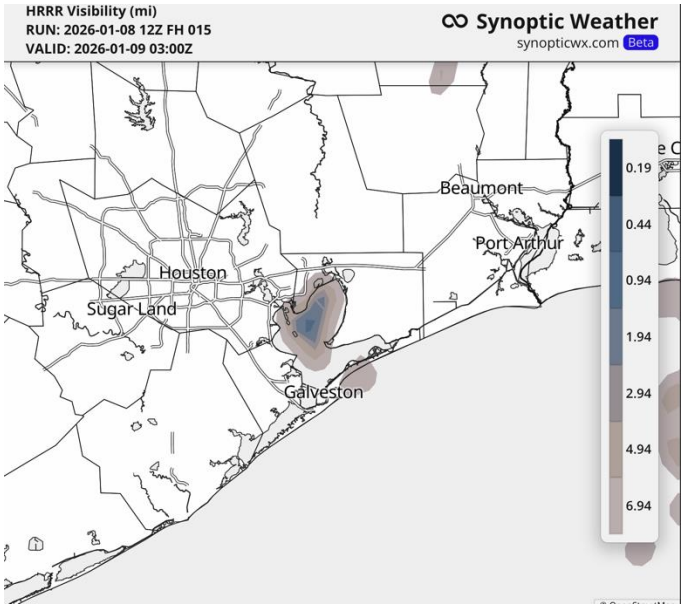 HRRR Visibility (mi)
RUN: 2026-01-08 12Z FH 015
VALID: 2026-01-09 03:00Z
Synoptic Weather
synopticwx.com Beta
e C
0.19
Beaumont
0.44
Port Arthur
Houston
0.94
Sugar Land
1.94
Galveston
2.94
4.94
6.94